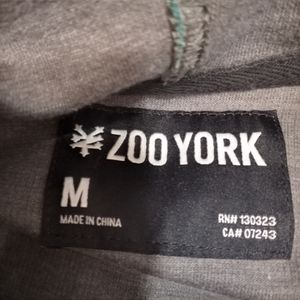 ZOO YORK
M
MADE IN CHINA
RN# 130323
CA# 07243